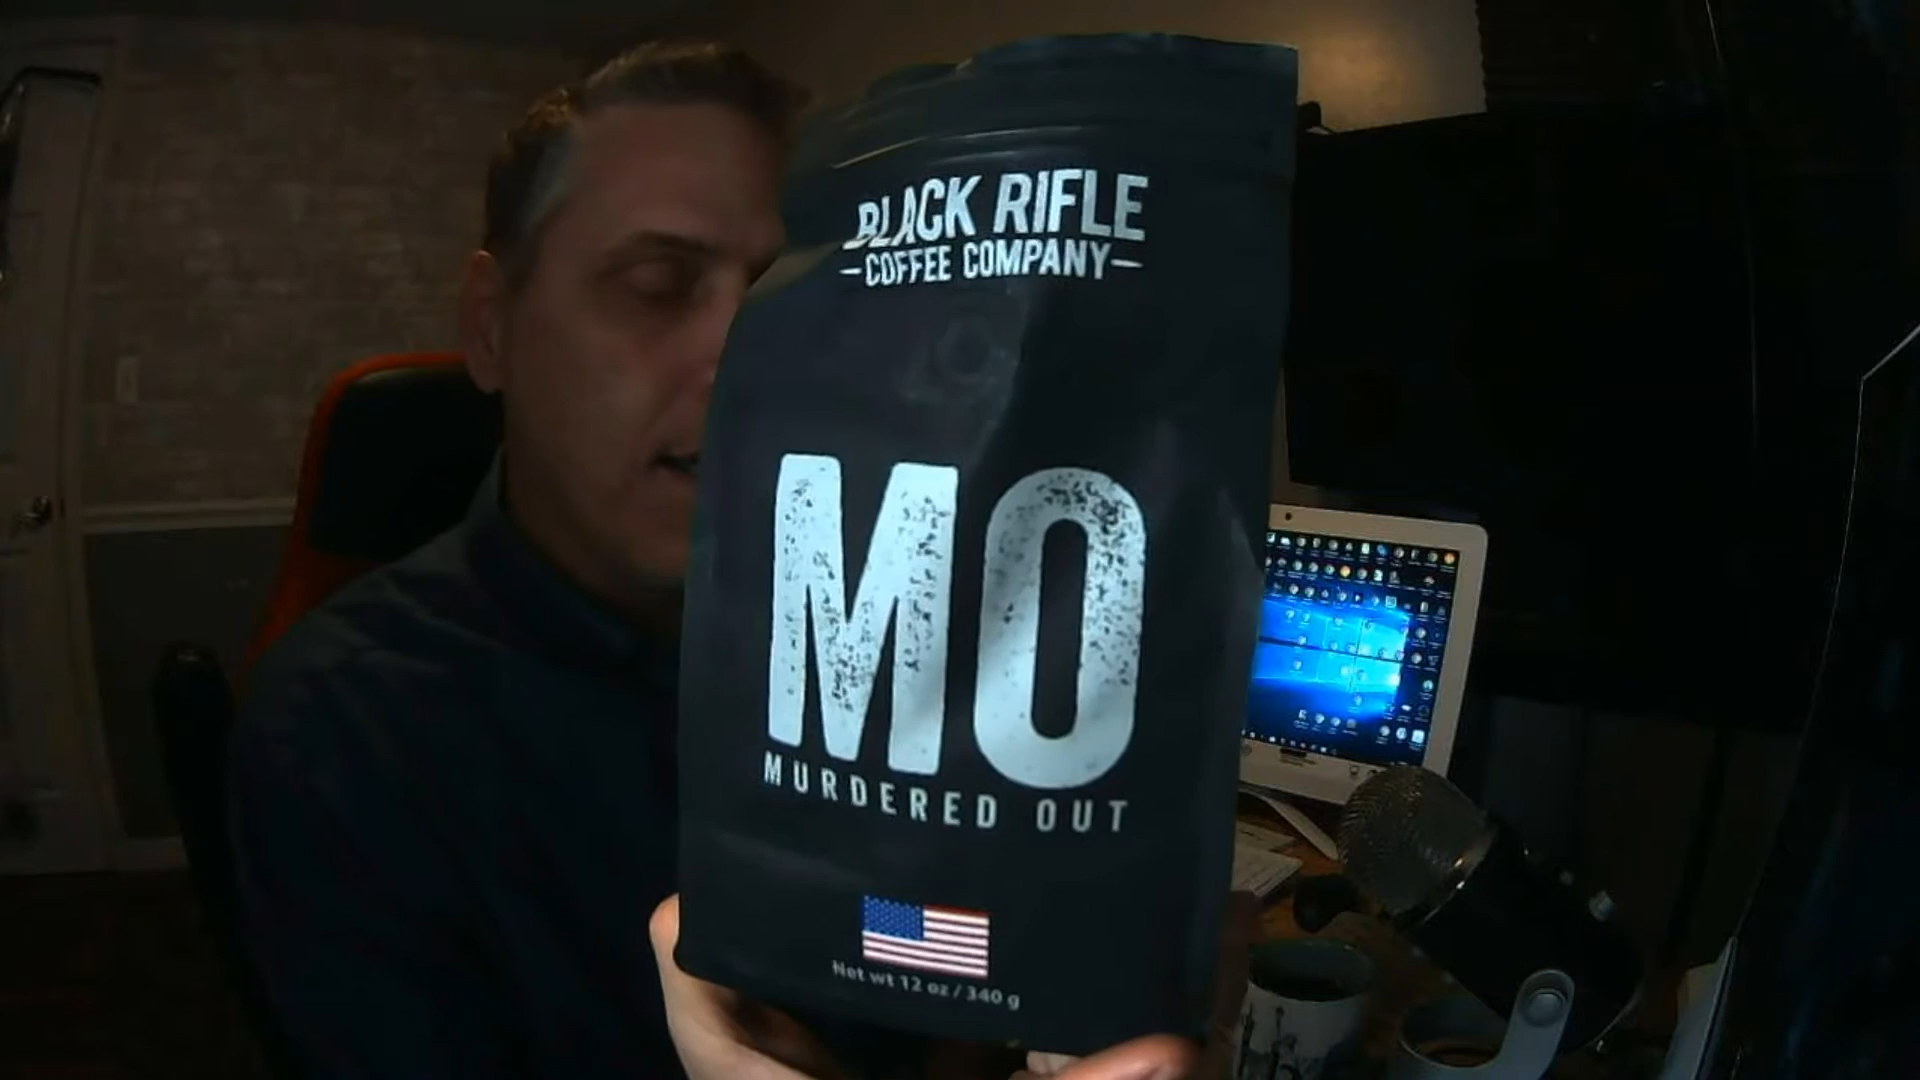 BLACK RIFLE
-COFFEE COMPANY-
MO
MURDERED OUT
Net wt 12 oz / 340 g